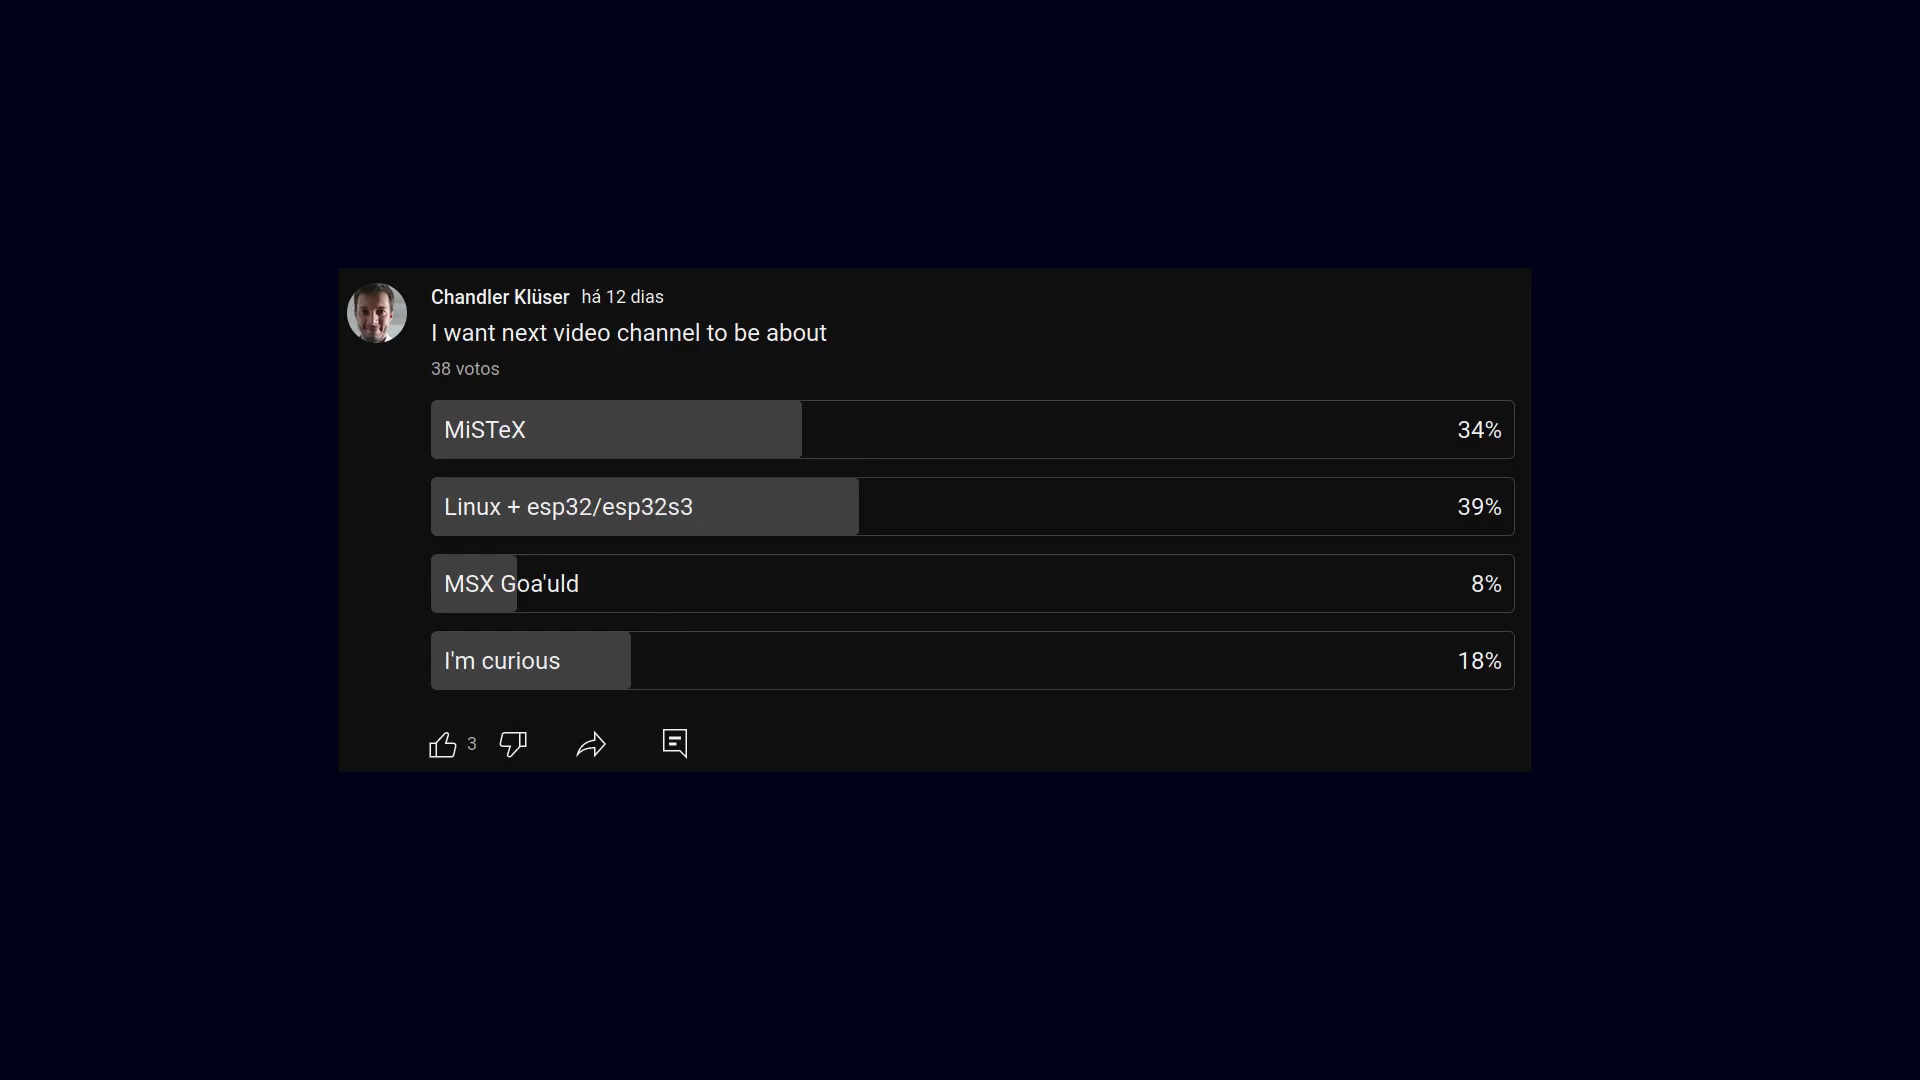 Chandler Klüser há 12 dias
I want next video channel to be about
38 votos
MiSTeX 34%
Linux + esp32/esp32s3 39%
MSX Goa'uld 8%
I'm curious 18%
3